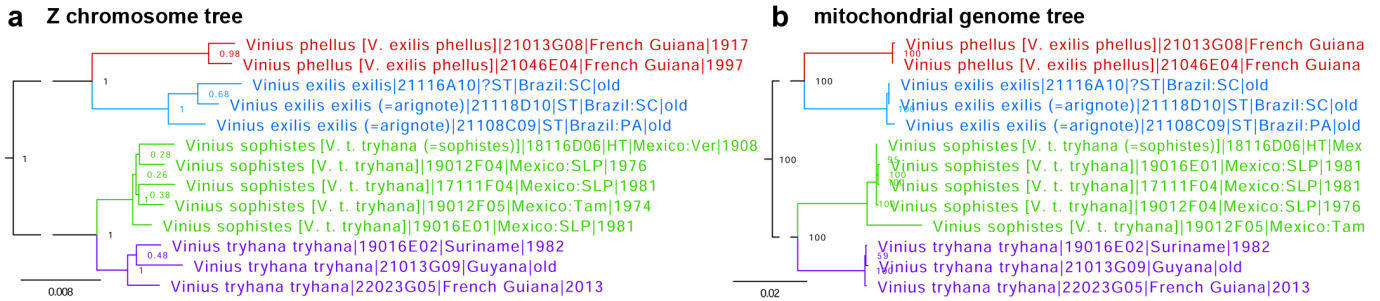 a Z chromosome tree
Vinius phellus [V. exilis phellus]|21013G08|French Guiana|1917
0.98
Vinius phellus [V. exilis phellus]|21046E04|French Guiana|1997
1
Vinius exilis exilis|21116A10|?ST|Brazil:SC|old
0.68
Vinius exilis exilis (=arignote)|21118D10|ST|Brazil:SC|old
1
Vinius exilis exilis (=arignote)|21108C09|ST|Brazil:PA|old
1
Vinius sophistes [V. t. tryhana (=sophistes)]|18116D06|HT|Mexico:Ver|1908
0.28
Vinius sophistes [V. t. tryhana]|19012F04|Mexico:SLP|1976
0.26
Vinius sophistes [V. t. tryhana]|17111F04|Mexico:SLP|1981
0.38
1
Vinius sophistes [V. t. tryhana]|19012F05|Mexico:Tam|1974
Vinius sophistes [V. t. tryhana]|19016E01|Mexico:SLP|1981
1
Vinius tryhana tryhana|19016E02|Suriname|1982
0.48
Vinius tryhana tryhana|21013G09|Guyana|old
1
Vinius tryhana tryhana|22023G05|French Guiana|2013
0.008
b mitochondrial genome tree
Vinius phellus [V. exilis phellus]|21013G08|French Guiana
100
Vinius phellus [V. exilis phellus]|21046E04|French Guiana
100
Vinius exilis exilis|21116A10|?ST|Brazil:SC|old
Vinius exilis exilis (=arignote)|21118D10|ST|Brazil:SC|old
100
Vinius exilis exilis (=arignote)|21108C09|ST|Brazil:PA|old
100
Vinius sophistes [V. t. tryhana (=sophistes)]|18116D06|HT|Mex
95
Vinius sophistes [V. t. tryhana]|19016E01|Mexico:SLP|1981
100
Vinius sophistes [V. t. tryhana]|17111F04|Mexico:SLP|1981
100
Vinius sophistes [V. t. tryhana]|19012F04|Mexico:SLP|1976
100
Vinius sophistes [V. t. tryhana]|19012F05|Mexico:Tam
100
Vinius tryhana tryhana|19016E02|Suriname|1982
59
Vinius tryhana tryhana|21013G09|Guyana|old
100
Vinius tryhana tryhana|22023G05|French Guiana|2013
0.02